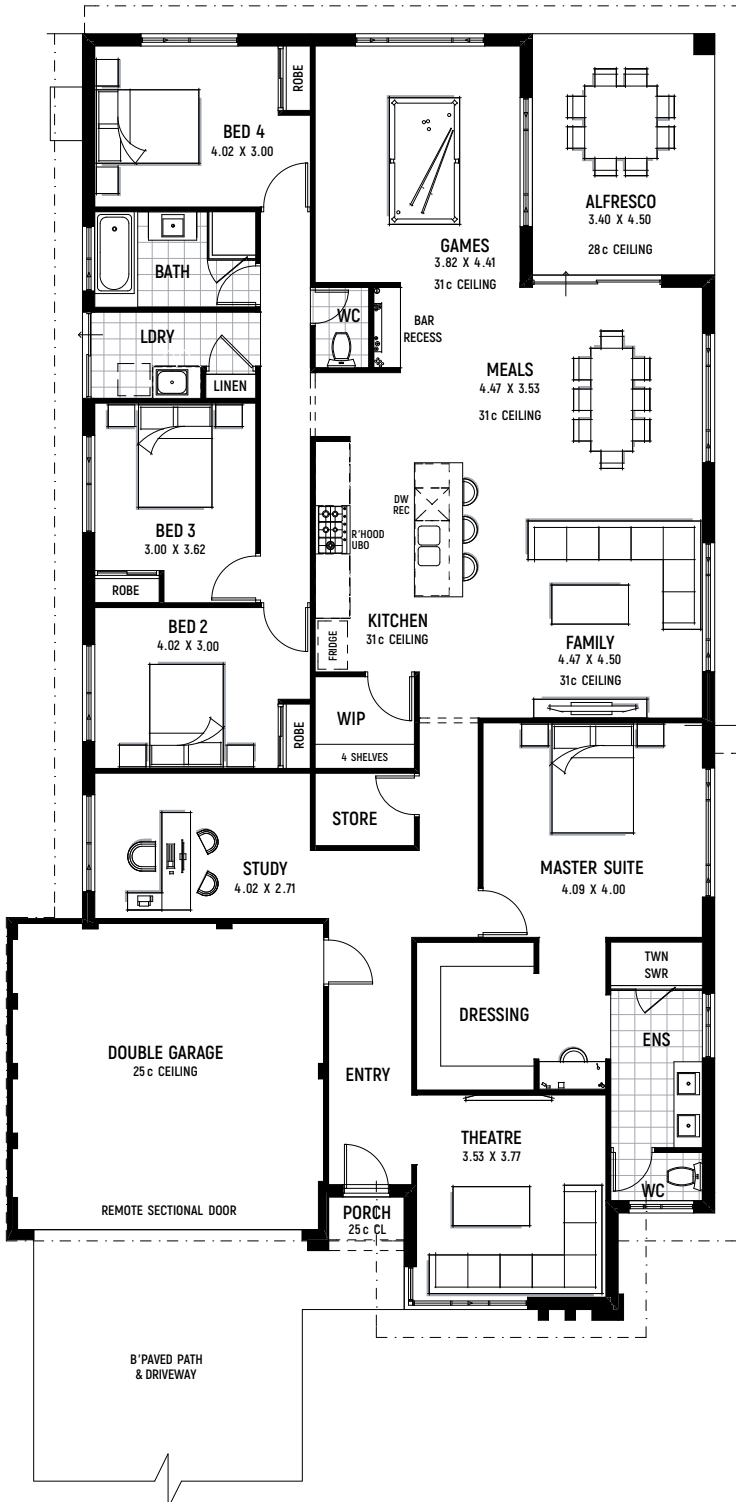 ROBE
BED 4
4.02 X 3.00
ALFRESCO
3.40 X 4.50
28c CEILING
GAMES
3.82 X 4.41
31c CEILING
BATH
WC
BAR
RECESS
LDRY
LINEN
MEALS
4.47 X 3.53
31c CEILING
DW
REC
R'HOOD
UBO
BED 3
3.00 X 3.62
ROBE
KITCHEN
31c CEILING
FRIDGE
BED 2
4.02 X 3.00
FAMILY
4.47 X 4.50
31c CEILING
ROBE
WIP
4 SHELVES
STORE
STUDY
4.02 X 2.71
MASTER SUITE
4.09 X 4.00
TWN
SWR
DRESSING
ENS
DOUBLE GARAGE
25c CEILING
ENTRY
THEATRE
3.53 X 3.77
WC
REMOTE SECTIONAL DOOR
PORCH
25c CL
B'PAVED PATH
& DRIVEWAY